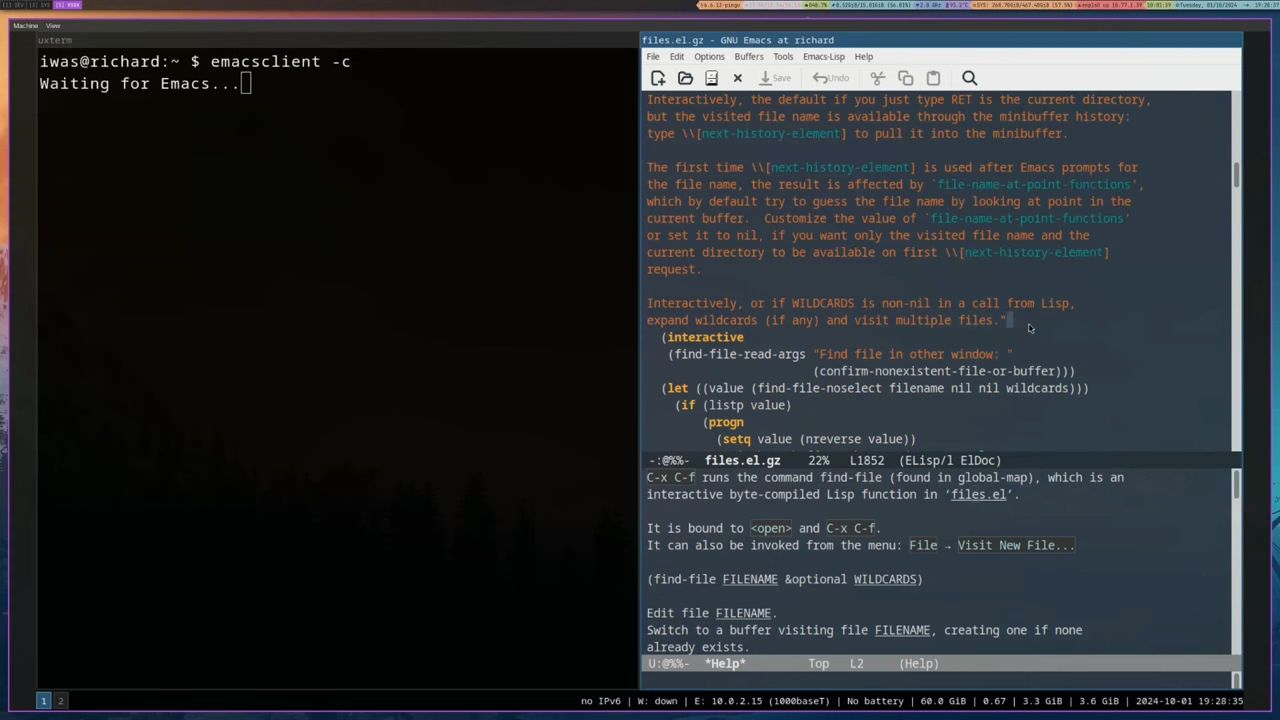 Machine View
uxterm
iwas@richard:~ $ emacsclient -c
Waiting for Emacs...
files.el.gz - GNU Emacs at richard
File Edit Options Buffers Tools Emacs-Lisp Help
Save Undo
Interactively, the default if you just type RET is the current directory,
but the visited file name is available through the minibuffer history:
type \\[next-history-element] to pull it into the minibuffer.
The first time \\[next-history-element] is used after Emacs prompts for
the file name, the result is affected by `file-name-at-point-functions',
which by default try to guess the file name by looking at point in the
current buffer.  Customize the value of `file-name-at-point-functions'
or set it to nil, if you want only the visited file name and the
current directory to be available on first \\[next-history-element]
request.
Interactively, or if WILDCARDS is non-nil in a call from Lisp,
expand wildcards (if any) and visit multiple files."
(interactive
(find-file-read-args "Find file in other window: "
(confirm-nonexistent-file-or-buffer)))
(let ((value (find-file-noselect filename nil nil wildcards)))
(if (listp value)
(progn
(setq value (nreverse value))
-:@%%- files.el.gz 22% L1852 (ELisp/l ElDoc)
C-x C-f runs the command find-file (found in global-map), which is an
interactive byte-compiled Lisp function in ‘files.el’.
It is bound to <open> and C-x C-f.
It can also be invoked from the menu: File → Visit New File...
(find-file FILENAME &optional WILDCARDS)
Edit file FILENAME.
Switch to a buffer visiting file FILENAME, creating one if none
already exists.
U:@%%- *Help* Top L2 (Help)
1 2
no IPv6 | W: down | E: 10.0.2.15 (1000baseT) | No battery | 60.0 GiB | 0.67 | 3.3 GiB | 3.6 GiB | 2024-10-01 19:28:35